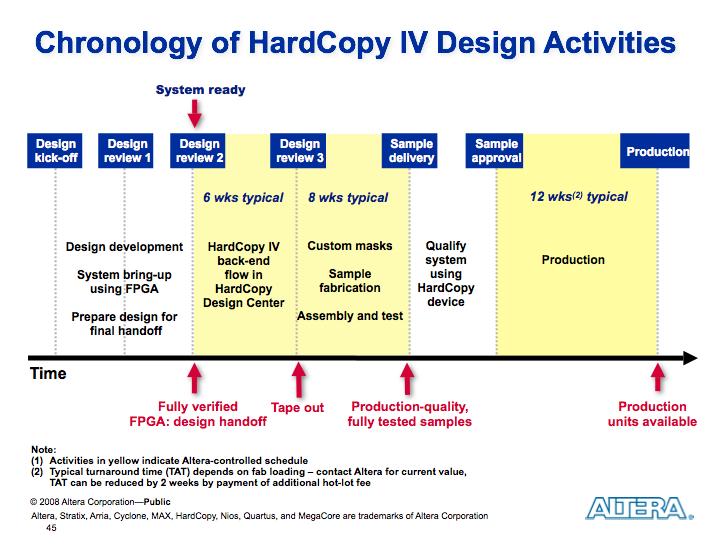 Chronology of HardCopy IV Design Activities
System ready
Design
kick-off
Design
review 1
Design
review 2
Design
review 3
Sample
delivery
Sample
approval
Production
6 wks typical
8 wks typical
12 wks(2) typical
Design development
System bring-up
using FPGA
Prepare design for
final handoff
HardCopy IV
back-end
flow in
HardCopy
Design Center
Custom masks
Sample
fabrication
Assembly and test
Qualify
system
using
HardCopy
device
Production
Time
Fully verified
FPGA: design handoff
Tape out
Production-quality,
fully tested samples
Production
units available
Note:
(1) Activities in yellow indicate Altera-controlled schedule
(2) Typical turnaround time (TAT) depends on fab loading – contact Altera for current value,
TAT can be reduced by 2 weeks by payment of additional hot-lot fee
© 2008 Altera Corporation—Public
Altera, Stratix, Arria, Cyclone, MAX, HardCopy, Nios, Quartus, and MegaCore are trademarks of Altera Corporation
45
ALTERA®